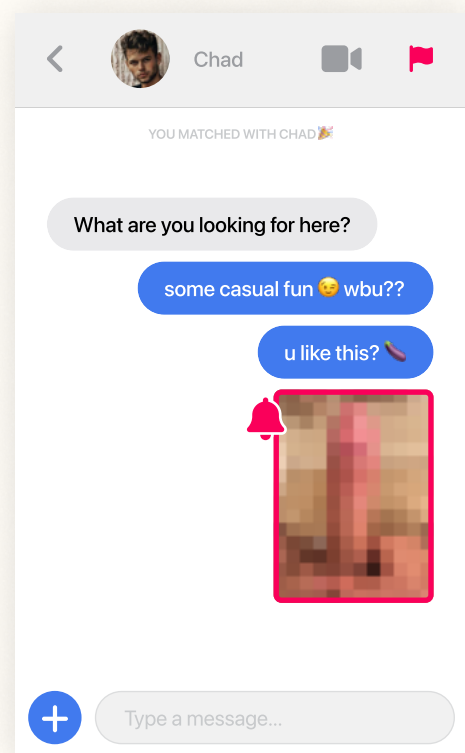 Chad
YOU MATCHED WITH CHAD🎉
What are you looking for here?
some casual fun 😉 wbu??
u like this? 🍆
Type a message...